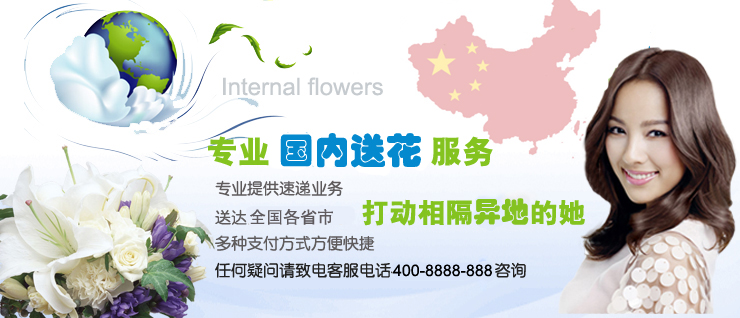 Internal flowers
专业 国内送花 服务
专业提供速递业务
送达 全国各省市
打动相隔异地的她
多种支付方式方便快捷
任何疑问请致电客服电话400-8888-888 咨询